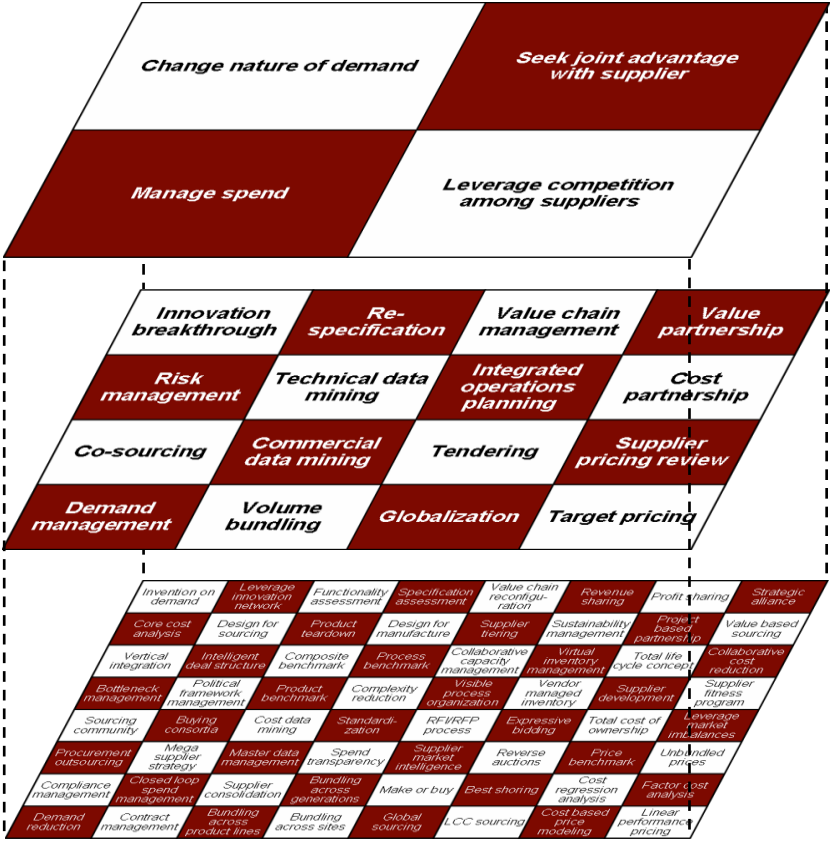 Change nature of demand
Seek joint advantage
with supplier
Manage spend
Leverage competition
among suppliers
Innovation
breakthrough
Re-
specification
Value chain
management
Value
partnership
Risk
management
Technical data
mining
Integrated
operations
planning
Cost
partnership
Co-sourcing
Commercial
data mining
Tendering
Supplier
pricing review
Demand
management
Volume
bundling
Globalization
Target pricing
Invention on
demand
Leverage
innovation
network
Functionality
assessment
Specification
assessment
Value chain
reconfigu-
ration
Revenue
sharing
Profit sharing
Strategic
alliance
Core cost
analysis
Design for
sourcing
Product
teardown
Design for
manufacture
Supplier
tiering
Sustainability
management
Project
based
partnership
Value based
sourcing
Vertical
integration
Intelligent
deal structure
Composite
benchmark
Process
benchmark
Collaborative
capacity
management
Virtual
inventory
management
Total life
cycle concept
Collaborative
cost
reduction
Bottleneck
management
Political
framework
management
Product
benchmark
Complexity
reduction
Visible
process
organization
Vendor
managed
inventory
Supplier
development
Supplier
fitness
program
Sourcing
community
Buying
consortia
Cost data
mining
Standardi-
zation
RFI/RFP
process
Expressive
bidding
Total cost of
ownership
Leverage
market
imbalances
Procurement
outsourcing
Mega
supplier
strategy
Master data
management
Spend
transparency
Supplier
market
intelligence
Reverse
auctions
Price
benchmark
Unbundled
prices
Compliance
management
Closed loop
spend
management
Supplier
consolidation
Bundling
across
generations
Make or buy
Best shoring
Cost
regression
analysis
Factor cost
analysis
Demand
reduction
Contract
management
Bundling
across
product lines
Bundling
across sites
Global
sourcing
LCC sourcing
Cost based
price
modeling
Linear
performance
pricing